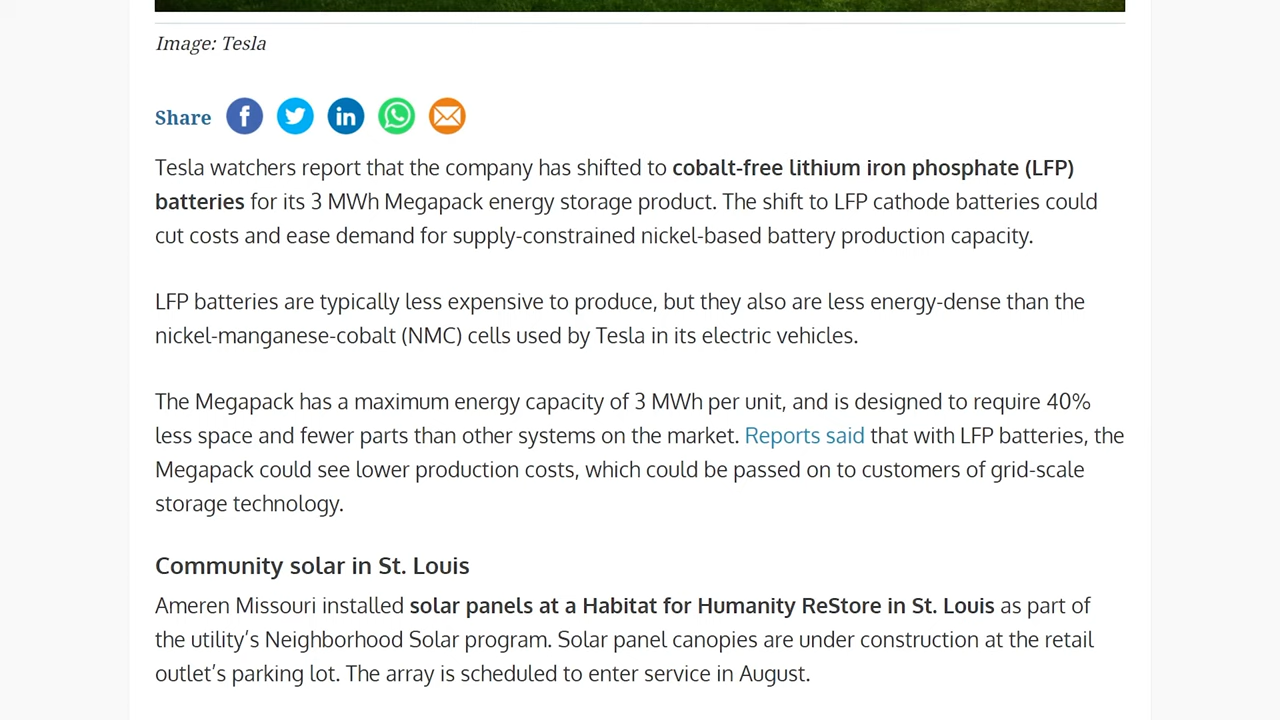 Image: Tesla
Share
Tesla watchers report that the company has shifted to cobalt-free lithium iron phosphate (LFP)
batteries for its 3 MWh Megapack energy storage product. The shift to LFP cathode batteries could
cut costs and ease demand for supply-constrained nickel-based battery production capacity.
LFP batteries are typically less expensive to produce, but they also are less energy-dense than the
nickel-manganese-cobalt (NMC) cells used by Tesla in its electric vehicles.
The Megapack has a maximum energy capacity of 3 MWh per unit, and is designed to require 40%
less space and fewer parts than other systems on the market. Reports said that with LFP batteries, the
Megapack could see lower production costs, which could be passed on to customers of grid-scale
storage technology.
Community solar in St. Louis
Ameren Missouri installed solar panels at a Habitat for Humanity ReStore in St. Louis as part of
the utility’s Neighborhood Solar program. Solar panel canopies are under construction at the retail
outlet’s parking lot. The array is scheduled to enter service in August.